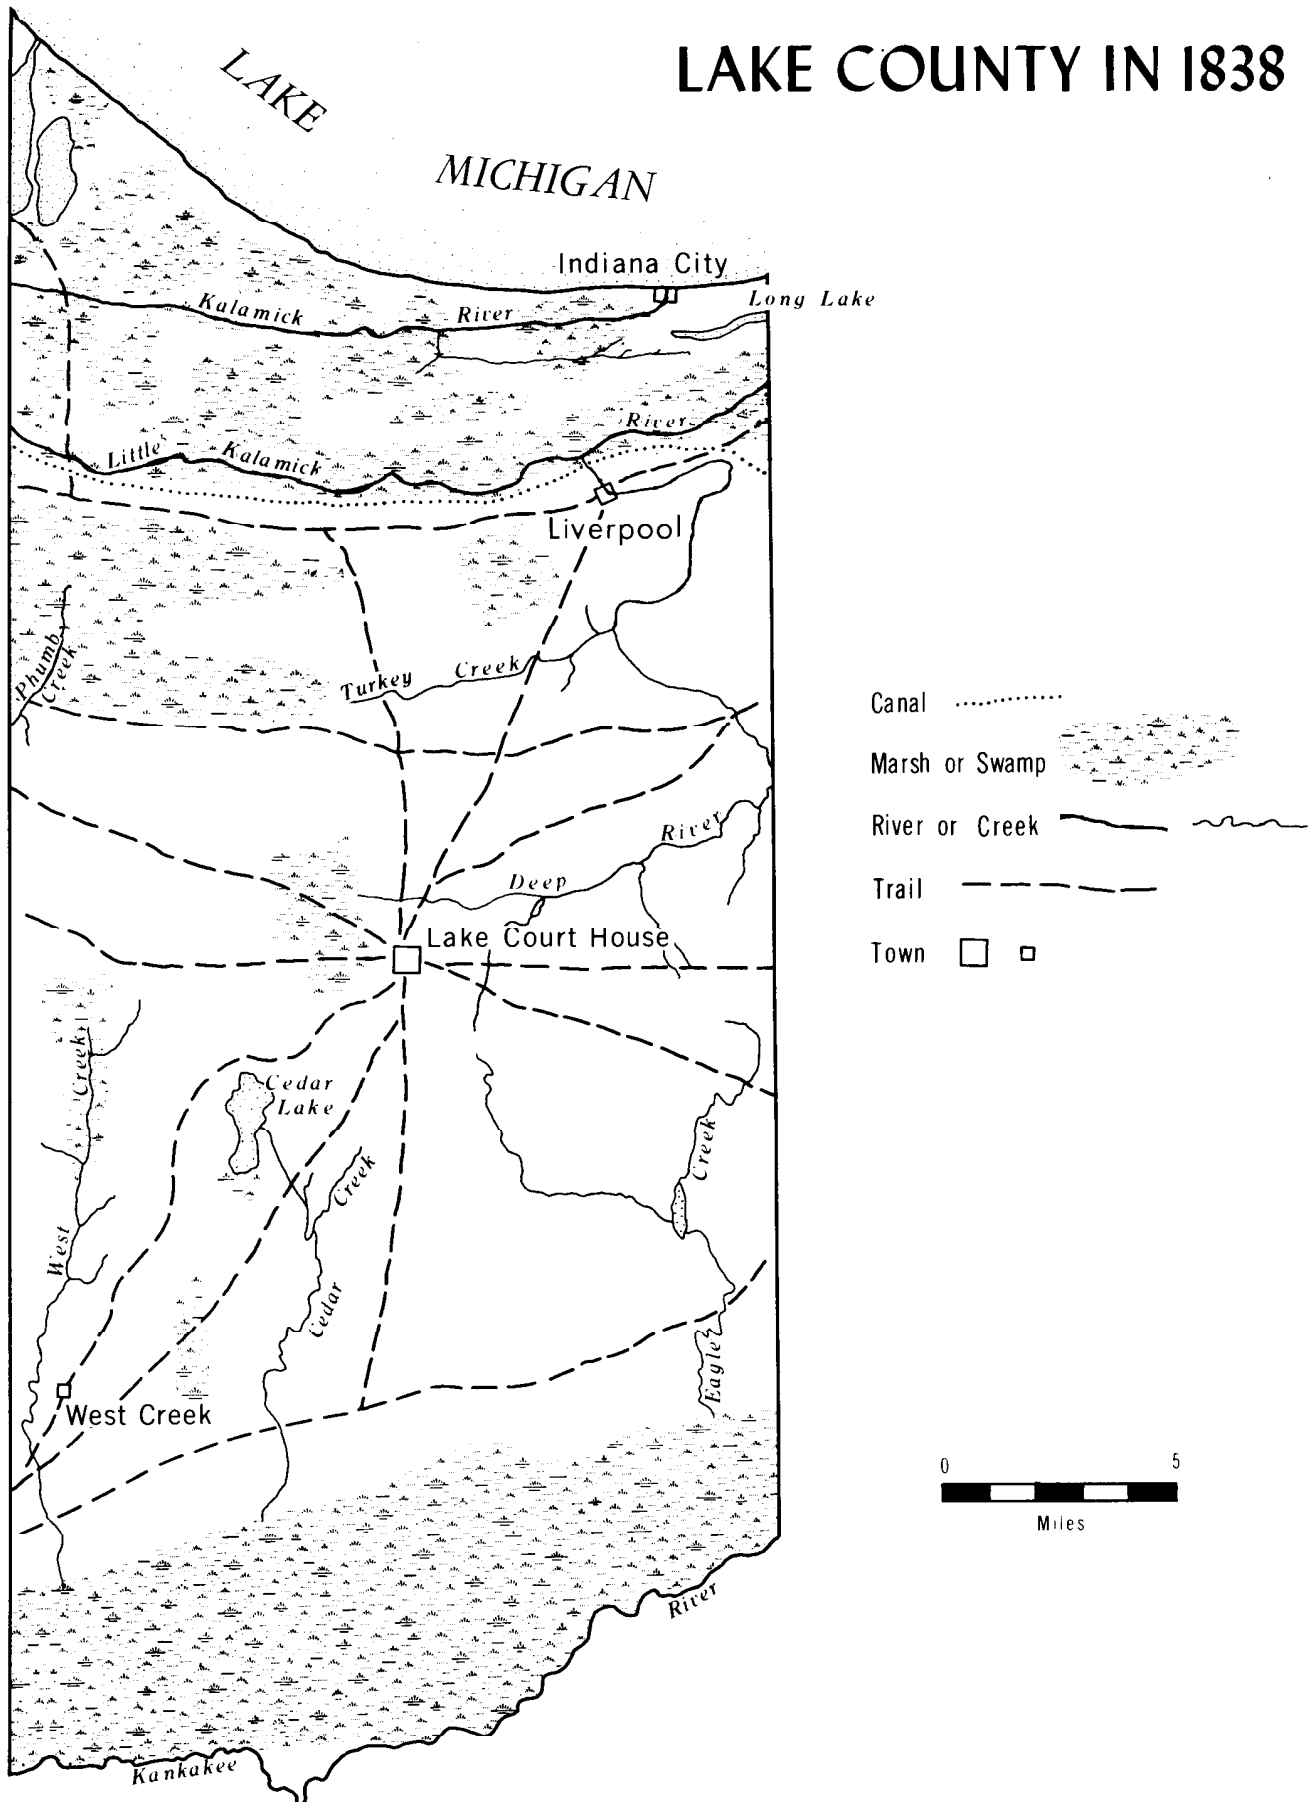 LAKE COUNTY IN 1838
LAKE
MICHIGAN
Indiana City
Long Lake
Kalamick River
River
Little Kalamick
Liverpool
Phumb Creek
Turkey Creek
Canal
Marsh or Swamp
River or Creek
Trail
Town
River
Deep
Lake Court House
Cedar
Lake
Creek
West
Creek
Creek
Cedar
Eagle
West Creek
0 5
Miles
River
Kankakee